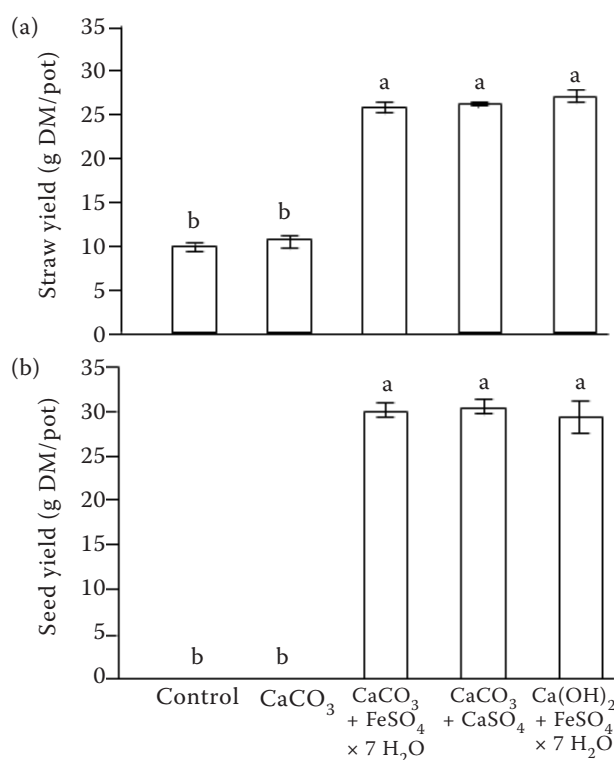 (a)
Straw yield (g DM/pot)
35
30
25
20
15
10
5
0
b
b
a
a
a
(b)
Seed yield (g DM/pot)
35
30
25
20
15
10
5
0
b
b
a
a
a
Control
CaCO₃
CaCO₃
+ FeSO₄
× 7 H₂O
CaCO₃
+ CaSO₄
Ca(OH)₂
+ FeSO₄
× 7 H₂O